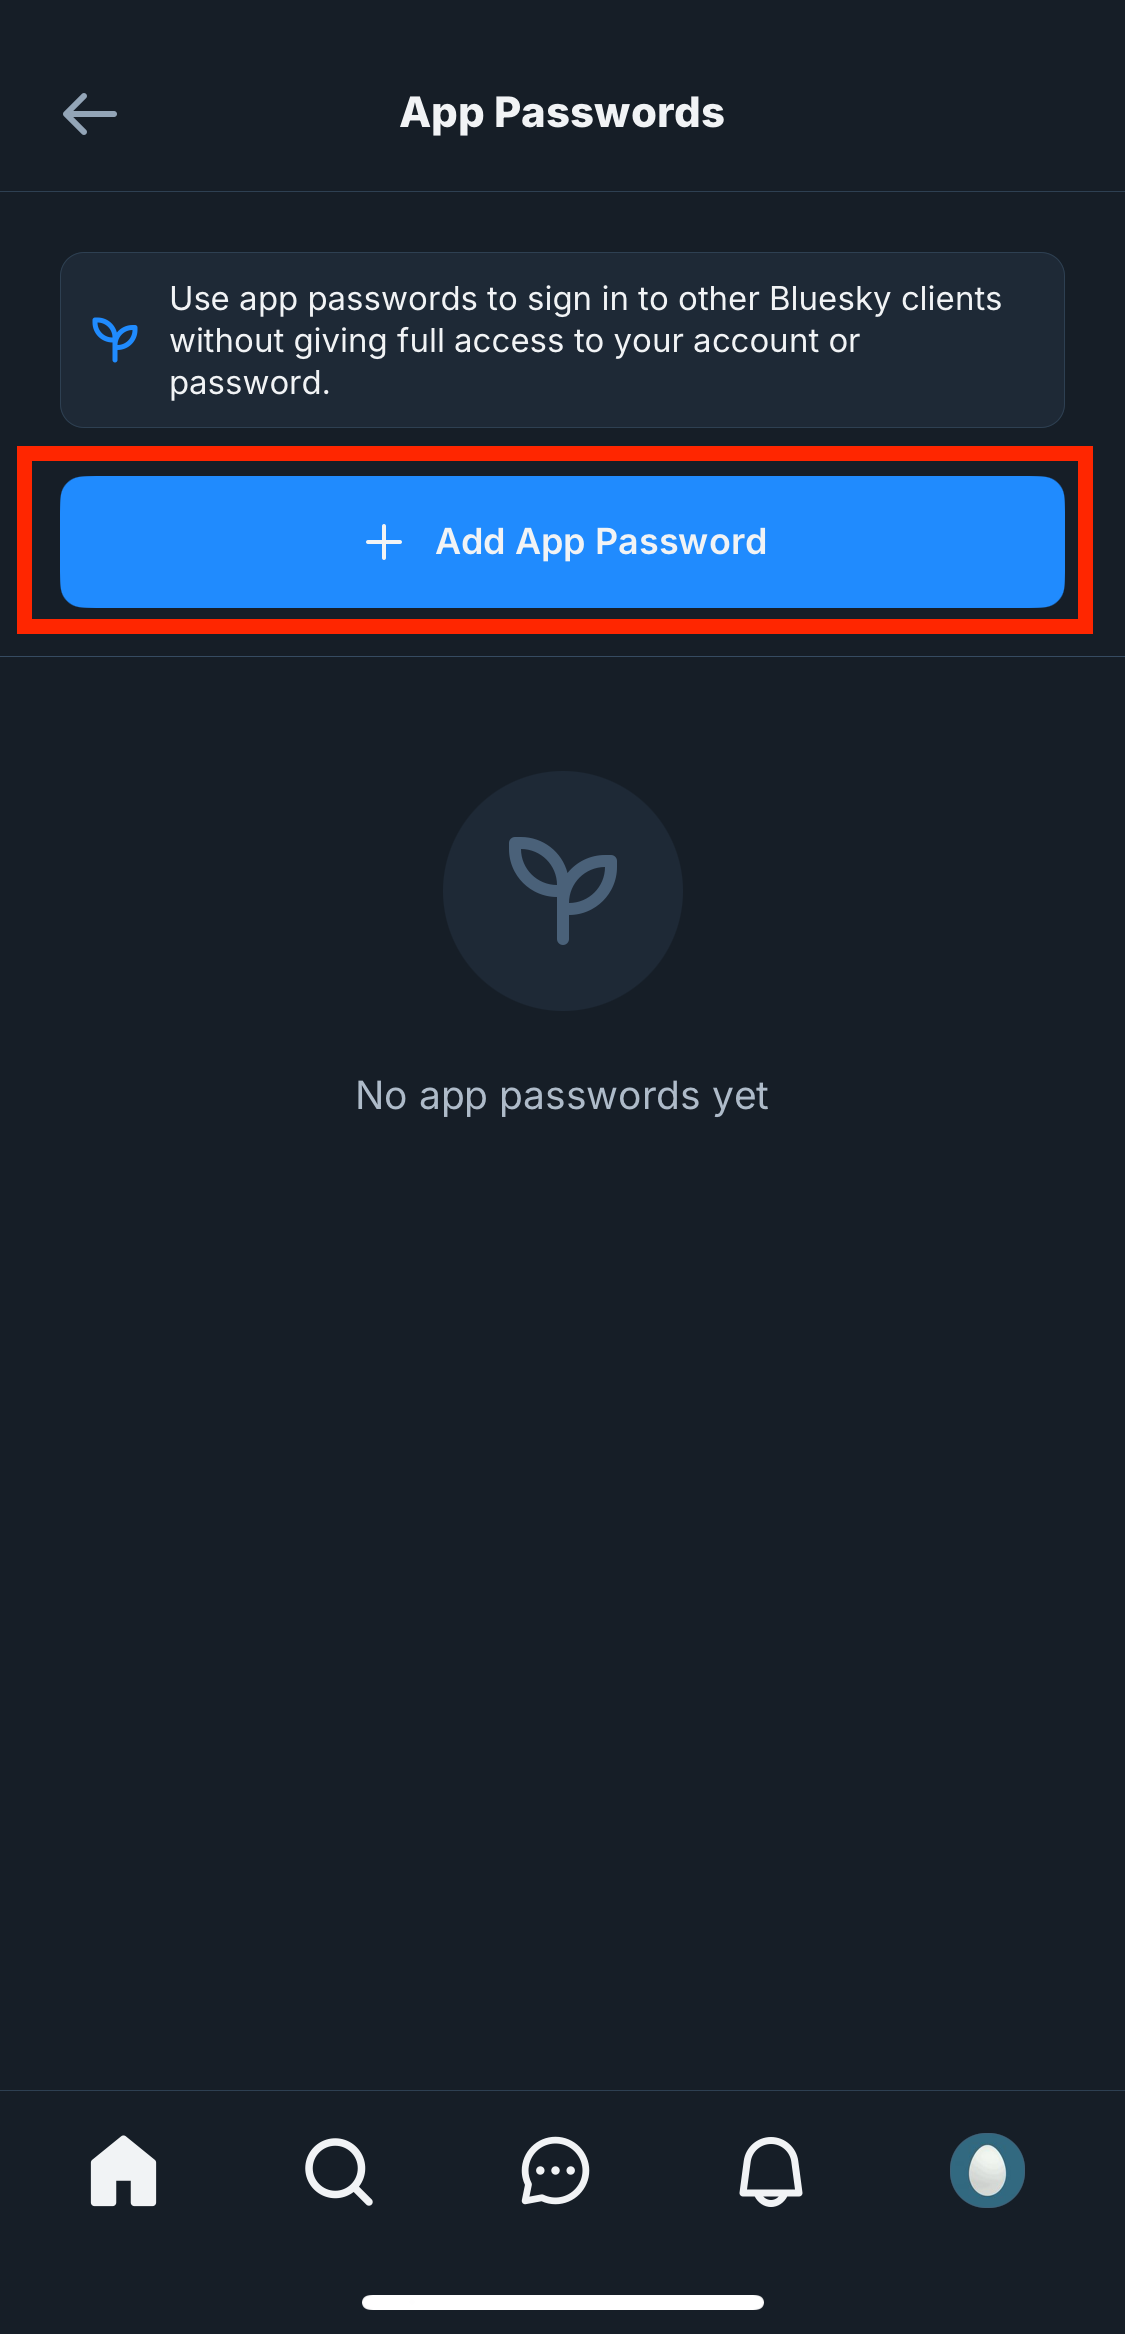 App Passwords
Use app passwords to sign in to other Bluesky clients
without giving full access to your account or
password.
Add App Password
No app passwords yet